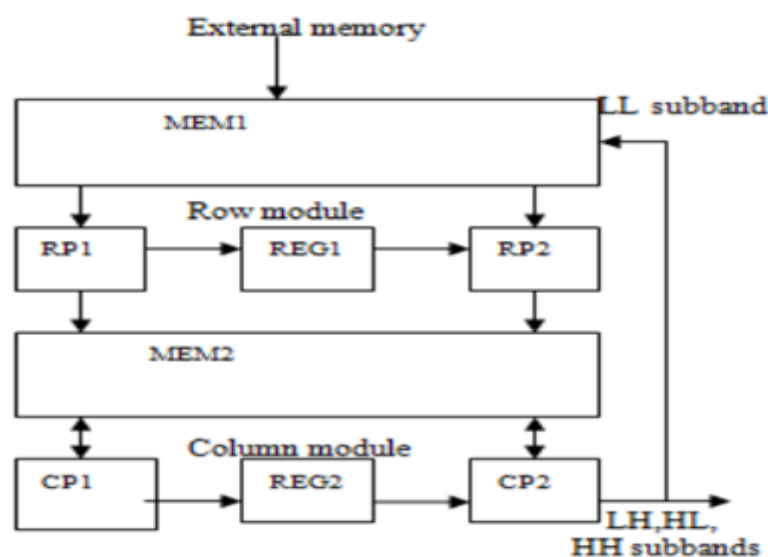 External memory
LL subband
MEM1
Row module
RP1
REG1
RP2
MEM2
Column module
CP1
REG2
CP2
LH,HL,
HH subbands